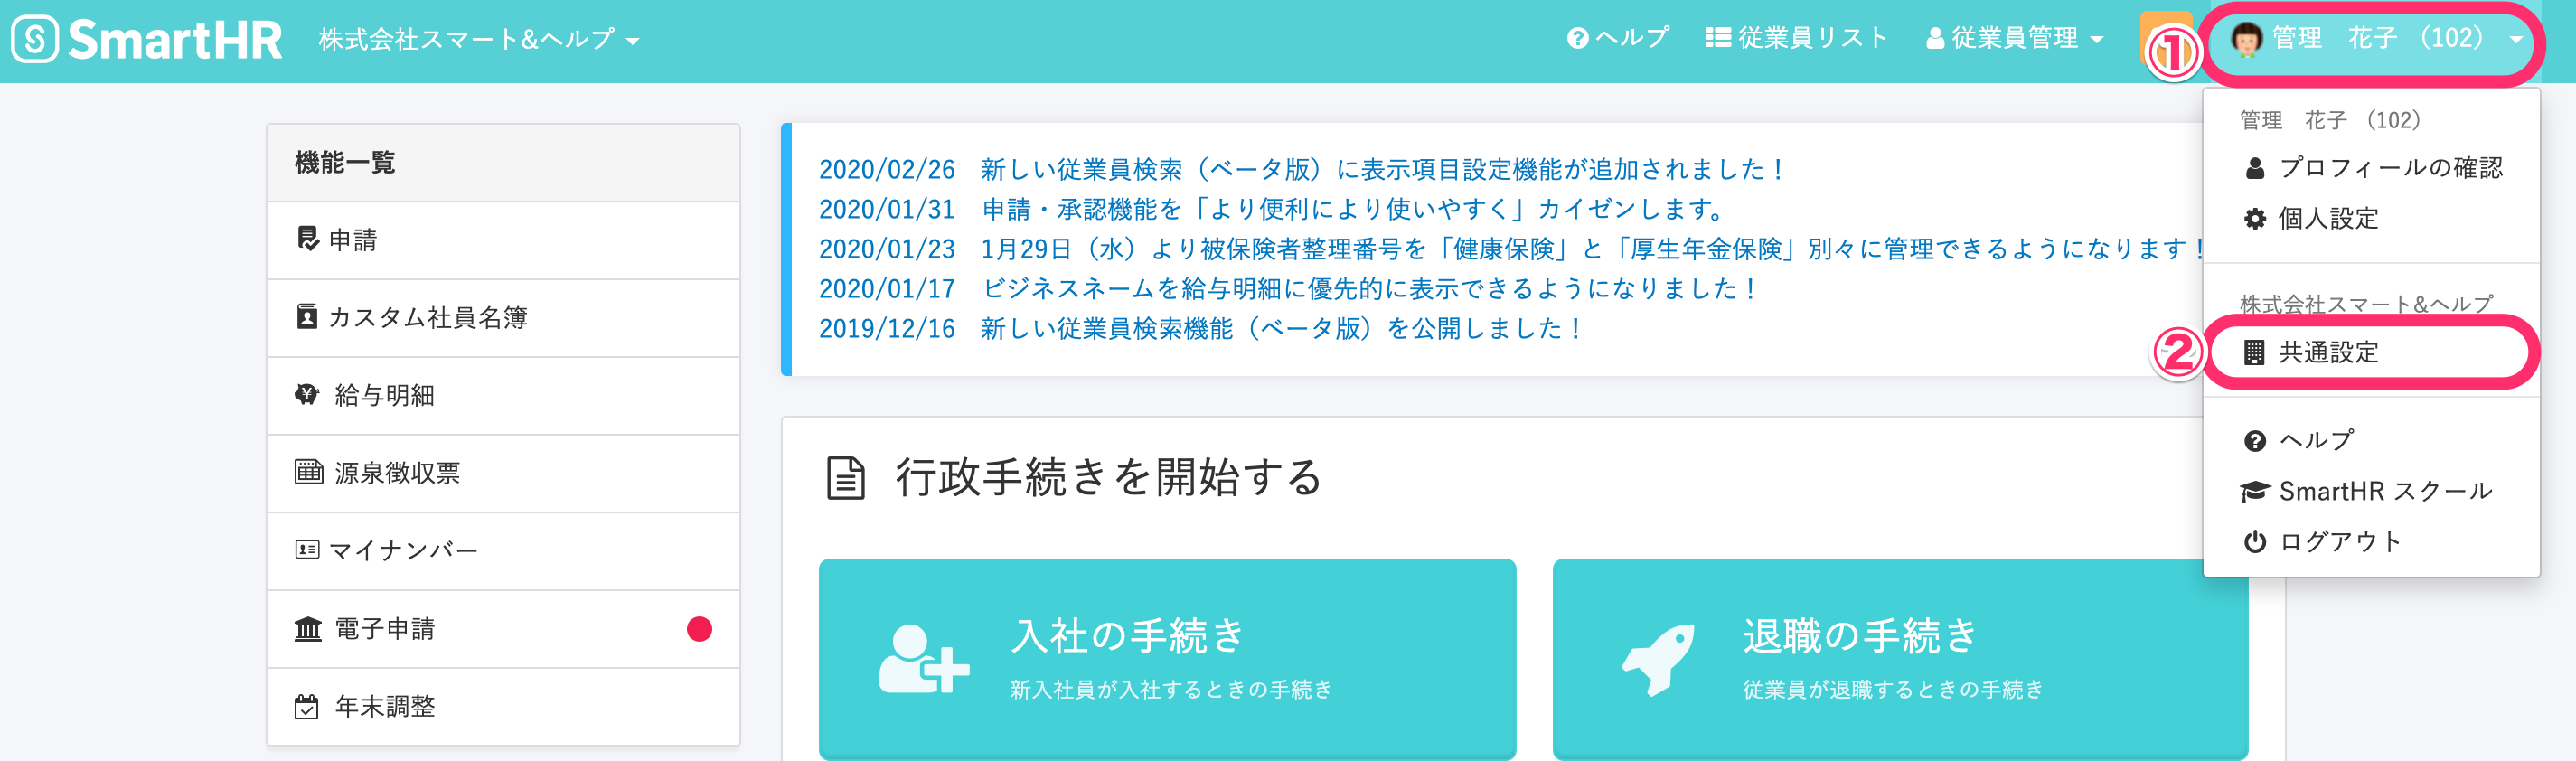 SmartHR 株式会社スマート&ヘルプ ヘルプ 従業員リスト 従業員管理 ① 管理 花子 （102）
機能一覧
申請
カスタム社員名簿
給与明細
源泉徴収票
マイナンバー
電子申請
年末調整
2020/02/26 新しい従業員検索（ベータ版）に表示項目設定機能が追加されました！
2020/01/31 申請・承認機能を「より便利により使いやすく」カイゼンします。
2020/01/23 1月29日（水）より被保険者整理番号を「健康保険」と「厚生年金保険」別々に管理できるようになります！
2020/01/17 ビジネスネームを給与明細に優先的に表示できるようになりました！
2019/12/16 新しい従業員検索機能（ベータ版）を公開しました！
行政手続きを開始する
入社の手続き
新入社員が入社するときの手続き
退職の手続き
従業員が退職するときの手続き
管理 花子 （102）
プロフィールの確認
個人設定
株式会社スマート&ヘルプ
② 共通設定
ヘルプ
SmartHR スクール
ログアウト